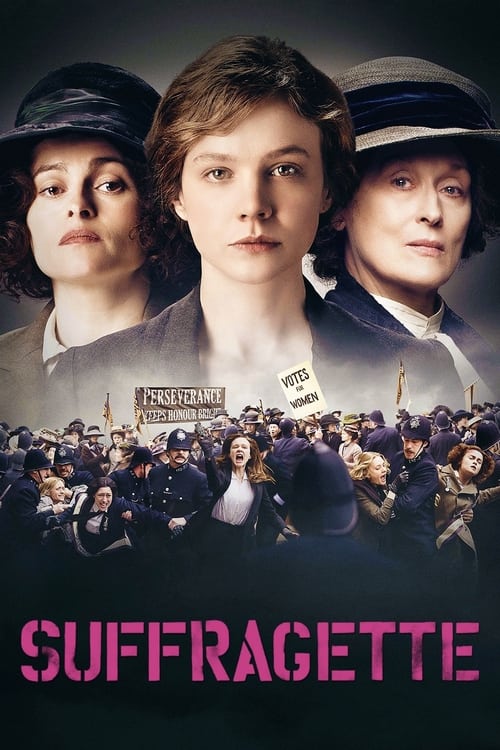 PERSEVERANCE
KEEPS HONOUR BRIGHT
VOTES
FOR
WOMEN
SUFFRAGETTE